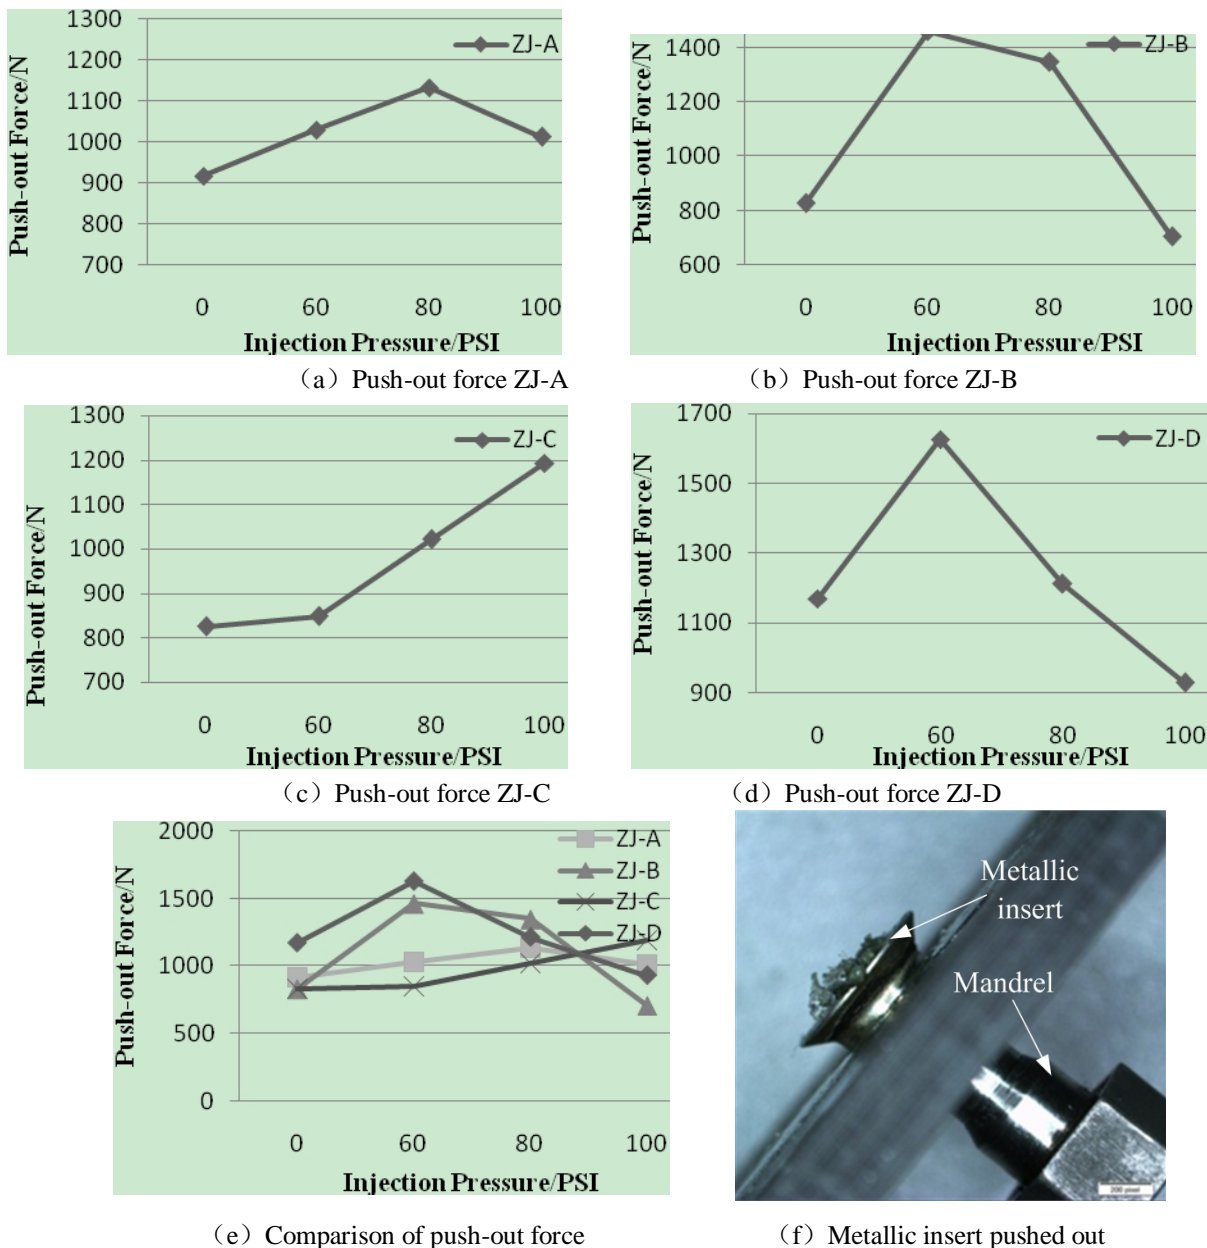 1300
1200
1100
1000
900
800
700
Push-out Force/N
ZJ-A
0 60 80 100
Injection Pressure/PSI
（a）Push-out force ZJ-A
1400
1200
1000
800
600
Push-out Force/N
ZJ-B
0 60 80 100
Injection Pressure/PSI
（b）Push-out force ZJ-B
1300
1200
1100
1000
900
800
700
Push-out Force/N
ZJ-C
0 60 80 100
Injection Pressure/PSI
（c）Push-out force ZJ-C
1700
1500
1300
1100
900
Push-out Force/N
ZJ-D
0 60 80 100
Injection Pressure/PSI
（d）Push-out force ZJ-D
2000
1500
1000
500
0
Push-out Force/N
ZJ-A
ZJ-B
ZJ-C
ZJ-D
0 60 80 100
Injection Pressure/PSI
（e）Comparison of push-out force
Metallic
insert
Mandrel
200 pixel
（f）Metallic insert pushed out